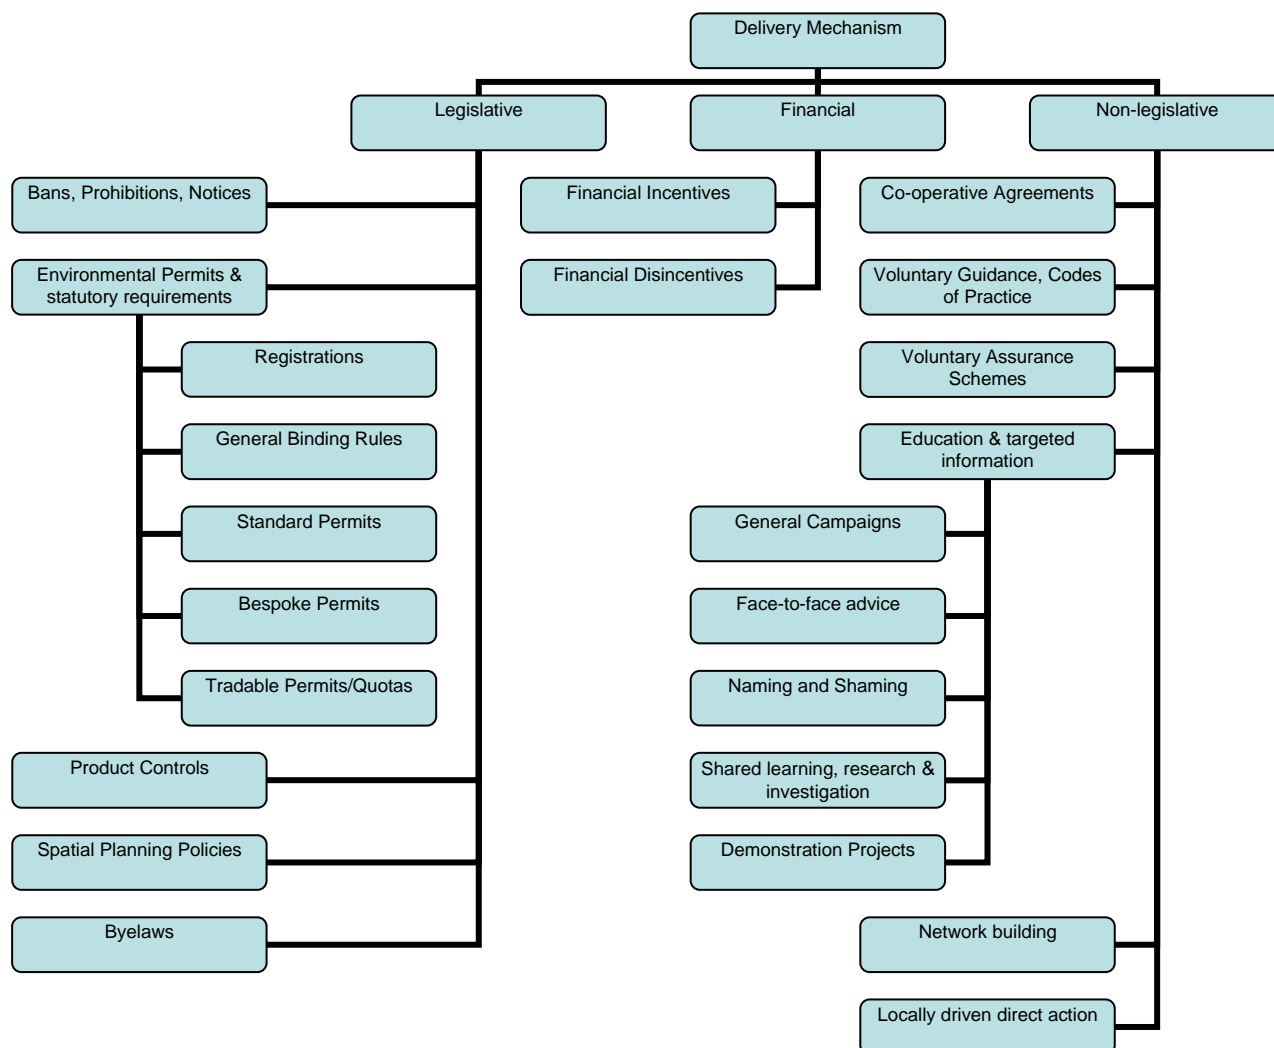 Delivery Mechanism
Legislative
Financial
Non-legislative
Bans, Prohibitions, Notices
Financial Incentives
Co-operative Agreements
Environmental Permits &
statutory requirements
Financial Disincentives
Voluntary Guidance, Codes
of Practice
Registrations
Voluntary Assurance
Schemes
General Binding Rules
Education & targeted
information
Standard Permits
General Campaigns
Bespoke Permits
Face-to-face advice
Tradable Permits/Quotas
Naming and Shaming
Product Controls
Shared learning, research &
investigation
Spatial Planning Policies
Demonstration Projects
Byelaws
Network building
Locally driven direct action